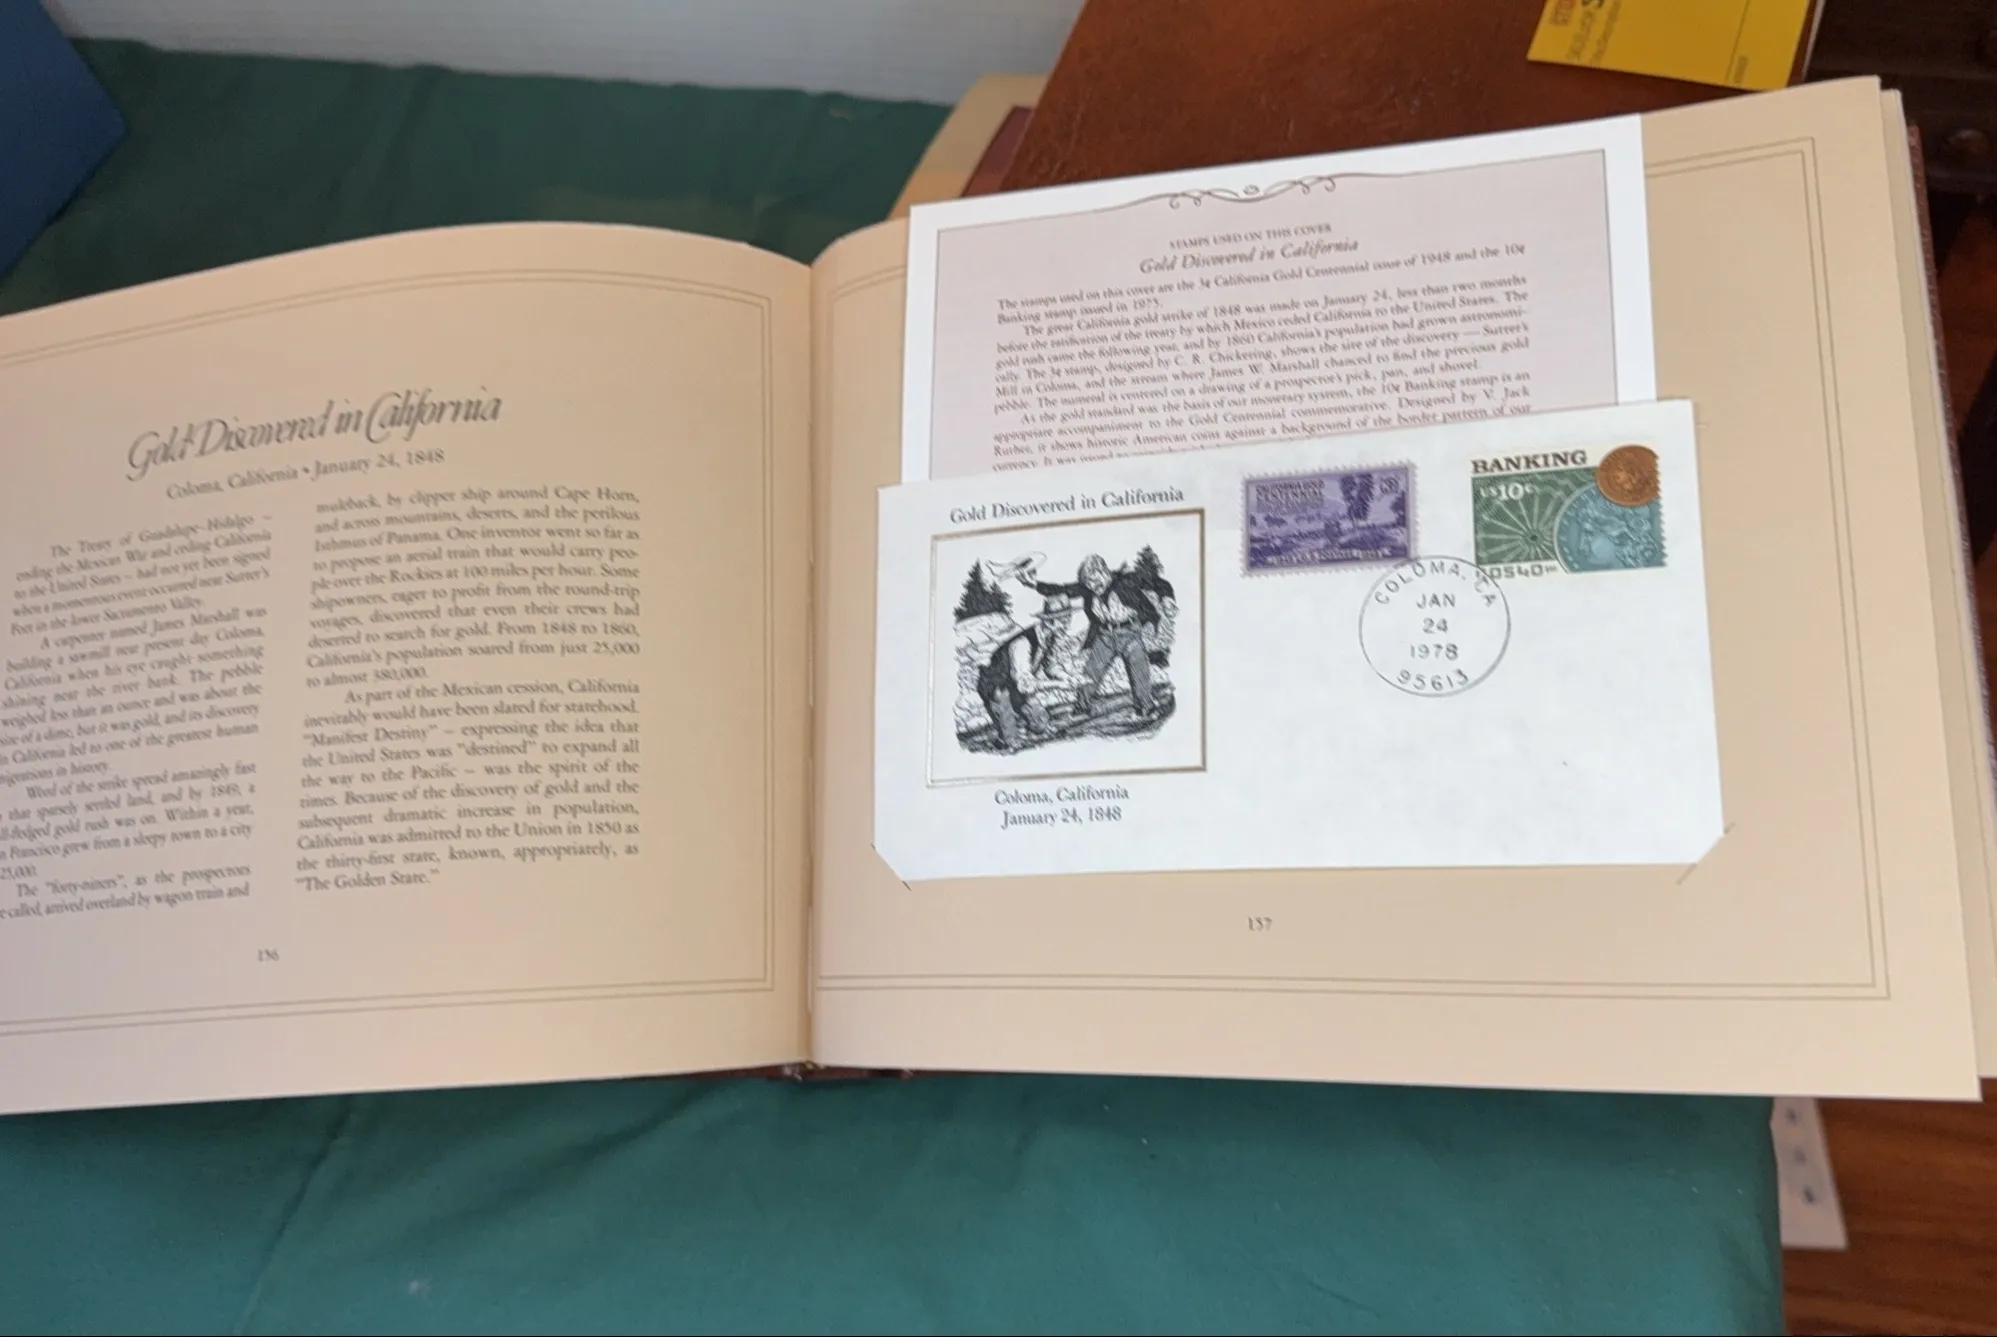 Gold Discovered in California
Coloma, California • January 24, 1848
The Treaty of Guadalupe-Hidalgo –
ending the Mexican War and ceding California
to the United States – had not yet been signed
when a momentous event occurred near Sutter's
Fort in the lower Sacramento Valley.
A carpenter named James Marshall was
building a sawmill near present day Coloma,
California when his eye caught something
shining near the river bank. The pebble
weighed less than an ounce and was about the
size of a dime, but it was gold, and its discovery
in California led to one of the greatest human
migrations in history.
Word of the strike spread amazingly fast
that sparsely settled land, and by 1849, a
full-fledged gold rush was on. Within a year,
Francisco grew from a sleepy town to a city
25,000.
The "forty-niners", as the prospectors
called, arrived overland by wagon train and
muleback, by clipper ship around Cape Horn,
and across mountains, deserts, and the perilous
Isthmus of Panama. One inventor went so far as
to propose an aerial train that would carry peo-
ple over the Rockies at 100 miles per hour. Some
shipowners, eager to profit from the round-trip
voyages, discovered that even their crews had
deserted to search for gold. From 1848 to 1860,
California's population soared from just 25,000
to almost 380,000.
As part of the Mexican cession, California
inevitably would have been slated for statehood.
"Manifest Destiny" – expressing the idea that
the United States was "destined" to expand all
the way to the Pacific – was the spirit of the
times. Because of the discovery of gold and the
subsequent dramatic increase in population,
California was admitted to the Union in 1850 as
the thirty-first state, known, appropriately, as
"The Golden State."
136
STAMPS USED ON THIS COVER
Gold Discovered in California
The stamps used on this cover are the 3¢ California Gold Centennial issue of 1948 and the 10¢
Banking stamp issued in 1975.
The great California gold strike of 1848 was made on January 24, less than two months
before the ratification of the treaty by which Mexico ceded California to the United States. The
gold rush came the following year, and by 1860 California's population had grown astronomi-
cally. The 3¢ stamp, designed by C. R. Chickering, shows the site of the discovery — Sutter's
Mill in Coloma, and the stream where James W. Marshall chanced to find the precious gold
pebble. The numeral is centered on a drawing of a prospector's pick, pan, and shovel.
As the gold standard was the basis of our monetary system, the 10¢ Banking stamp is an
appropriate accompaniment to the Gold Centennial commemorative. Designed by V. Jack
Ruther, it shows historic American coins against a background of the border pattern of our
currency. It was issued
Gold Discovered in California
Coloma, California
January 24, 1848
CALIFORNIA GOLD
CENTENNIAL
3¢
BANKING
US10c
COLOMA, CA
JAN
24
1978
95613
137